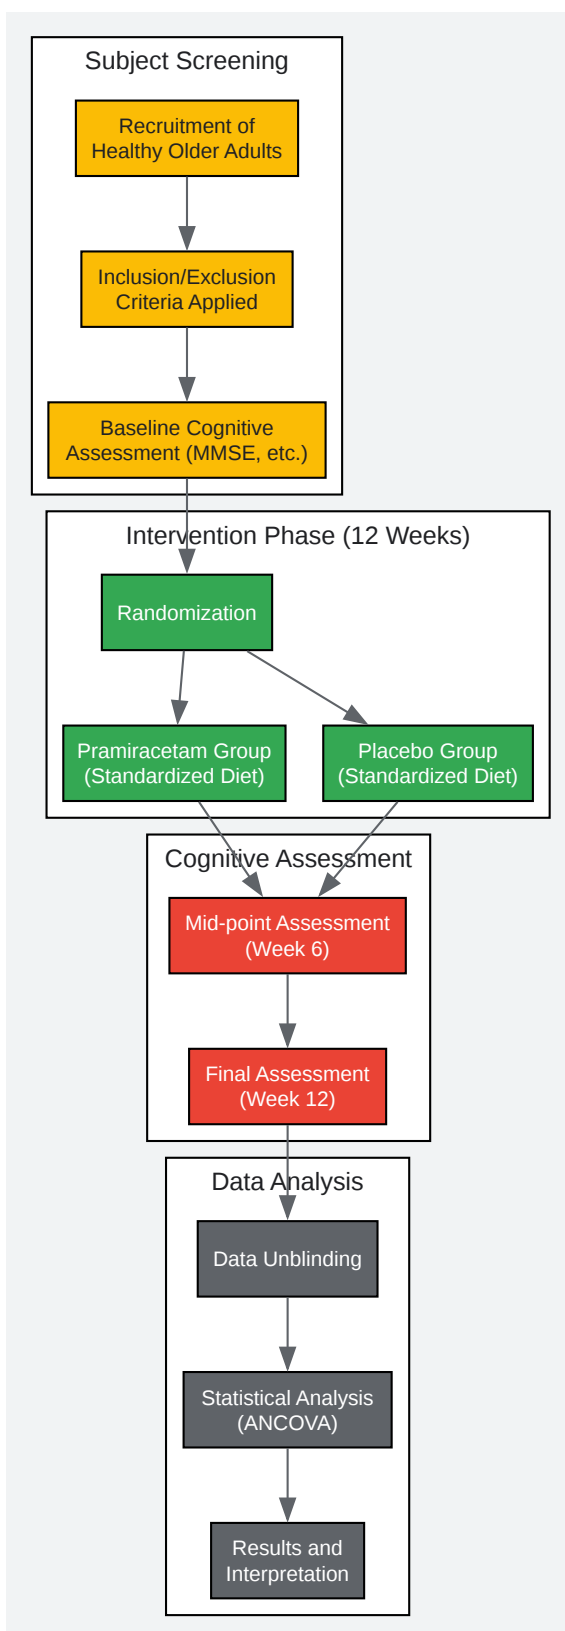 Subject Screening
Recruitment of
Healthy Older Adults
Inclusion/Exclusion
Criteria Applied
Baseline Cognitive
Assessment (MMSE, etc.)
Intervention Phase (12 Weeks)
Randomization
Pramiracetam Group
(Standardized Diet)
Placebo Group
(Standardized Diet)
Cognitive Assessment
Mid-point Assessment
(Week 6)
Final Assessment
(Week 12)
Data Analysis
Data Unblinding
Statistical Analysis
(ANCOVA)
Results and
Interpretation